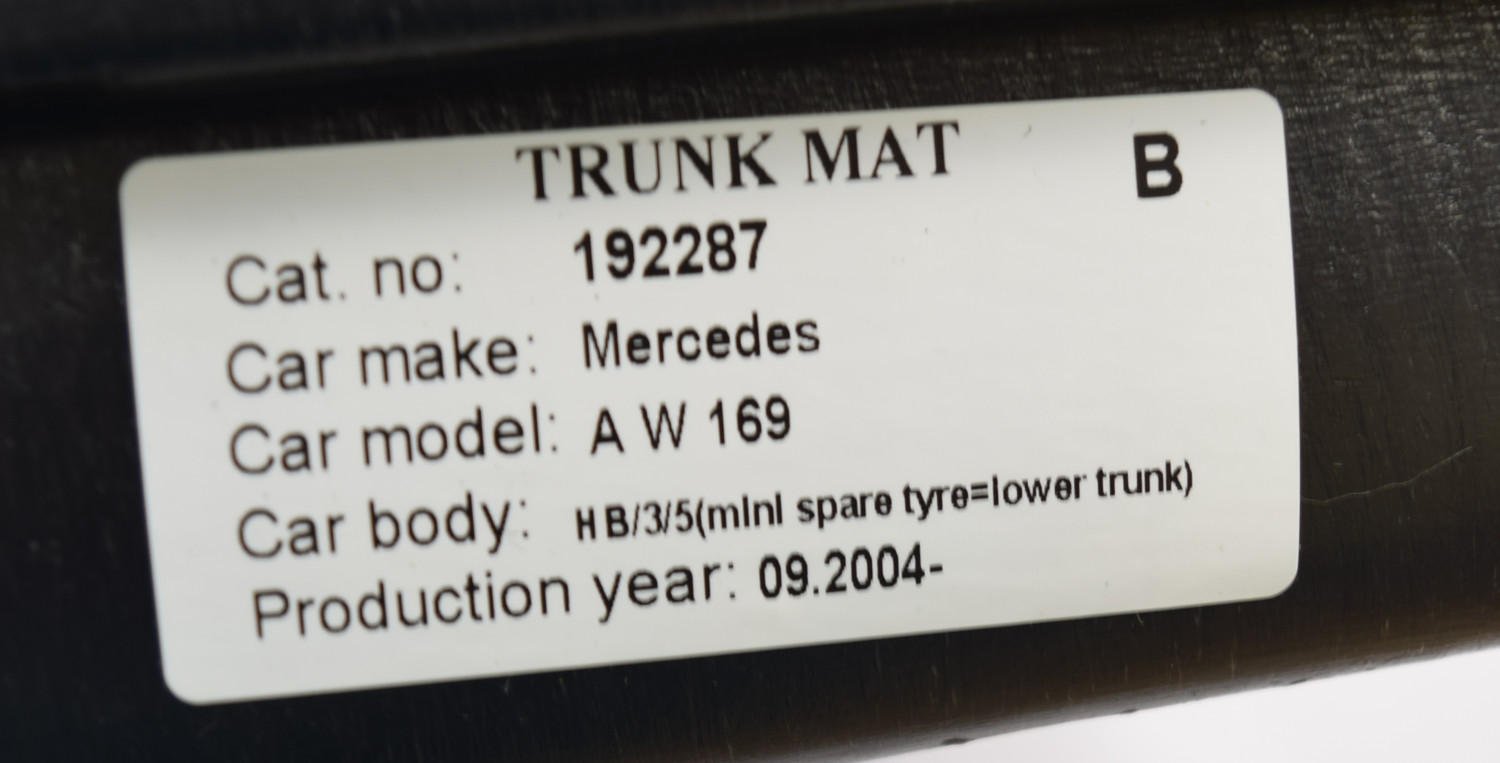 TRUNK MAT B
Cat. no: 192287
Car make: Mercedes
Car model: A W 169
Car body: HB/3/5(mini spare tyre=lower trunk)
Production year: 09.2004-